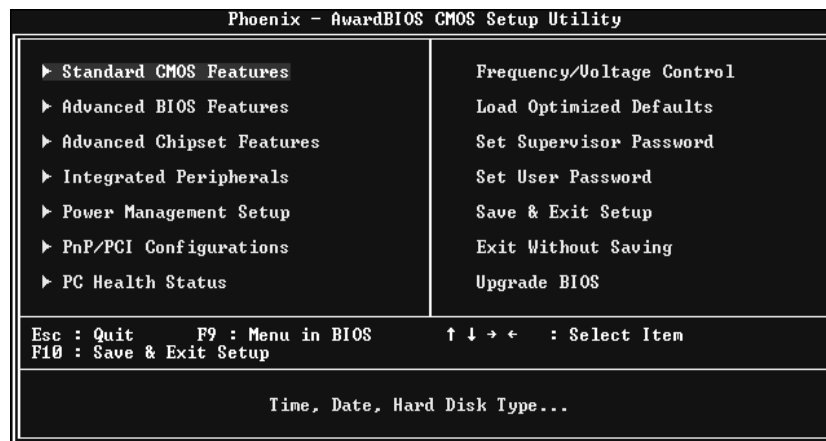 Phoenix - AwardBIOS CMOS Setup Utility
▶ Standard CMOS Features
▶ Advanced BIOS Features
▶ Advanced Chipset Features
▶ Integrated Peripherals
▶ Power Management Setup
▶ PnP/PCI Configurations
▶ PC Health Status
Frequency/Voltage Control
Load Optimized Defaults
Set Supervisor Password
Set User Password
Save & Exit Setup
Exit Without Saving
Upgrade BIOS
Esc : Quit F9 : Menu in BIOS ↑ ↓ → ← : Select Item
F10 : Save & Exit Setup
Time, Date, Hard Disk Type...